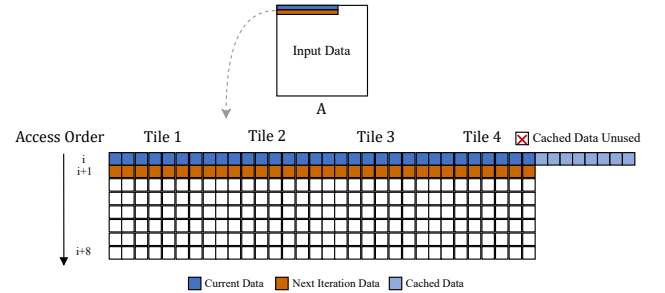 Input Data
A
Access Order Tile 1 Tile 2 Tile 3 Tile 4 Cached Data Unused
i
i+1
i+8
Current Data Next Iteration Data Cached Data